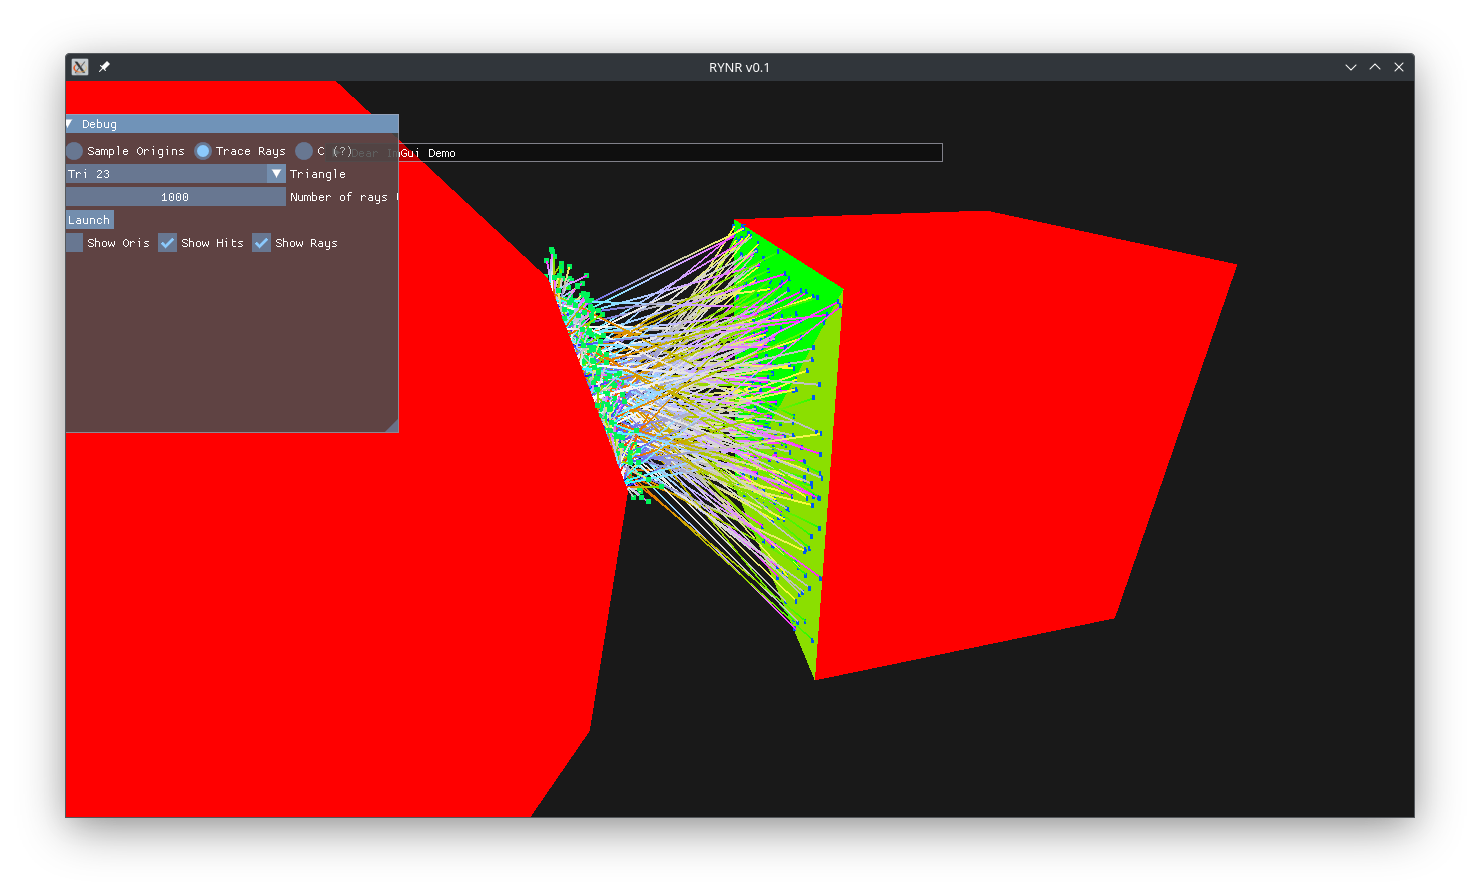 RYNR v0.1
Debug
Sample Origins Trace Rays C (?)
Dear ImGui Demo
Tri 23 Triangle
1000 Number of rays
Launch
Show Oris Show Hits Show Rays